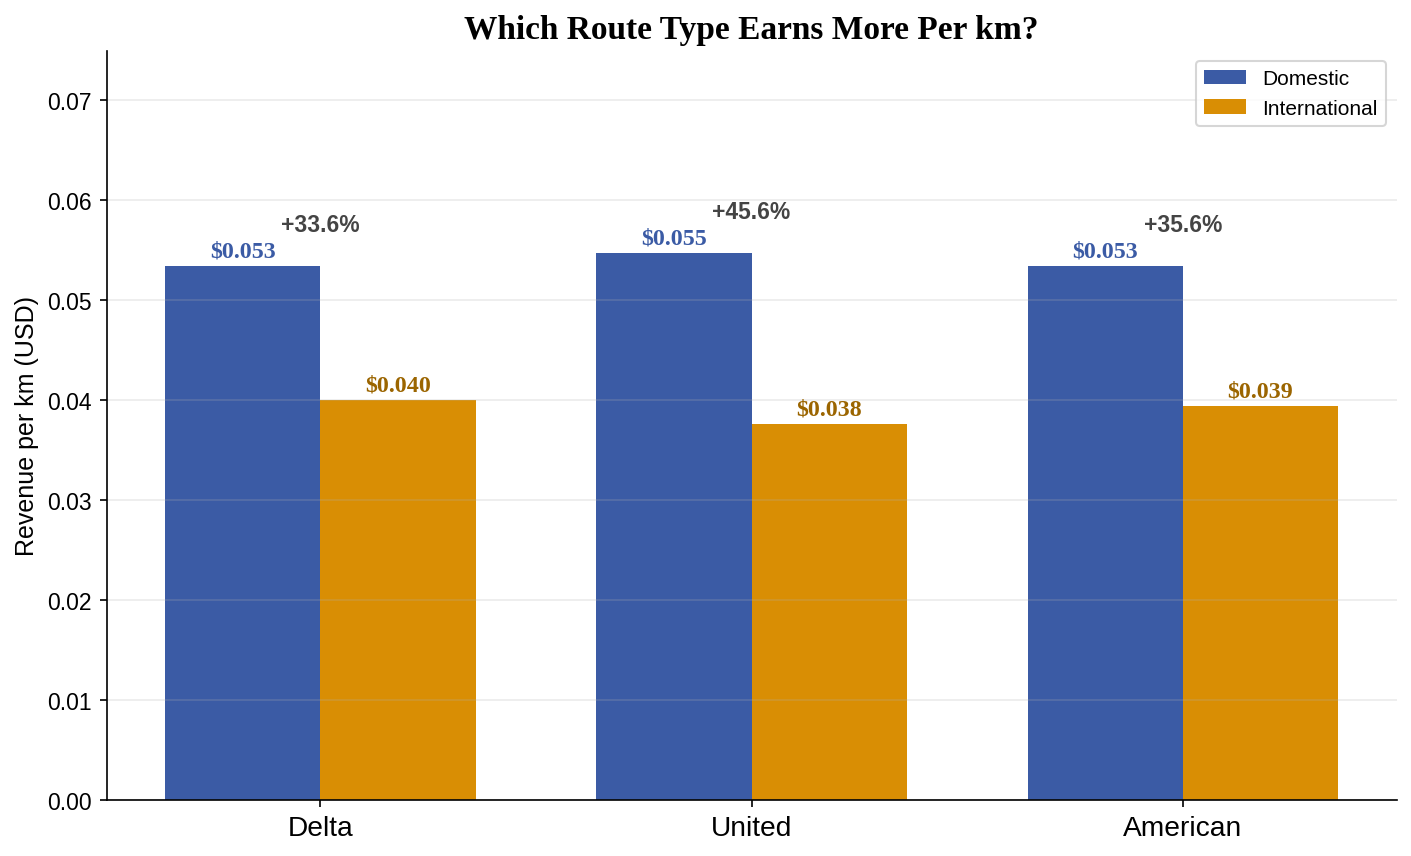 Which Route Type Earns More Per km?
Domestic
International
Revenue per km (USD)
0.07
0.06
0.05
0.04
0.03
0.02
0.01
0.00
+33.6%
+45.6%
+35.6%
$0.053
$0.055
$0.053
$0.040
$0.038
$0.039
Delta
United
American